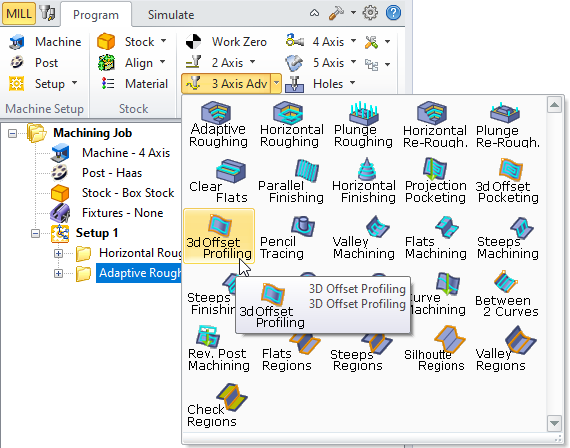 MILL
Program
Simulate
Machine
Post
Setup
Machine Setup
Stock
Align
Material
Stock
Work Zero
2 Axis
3 Axis Adv
4 Axis
5 Axis
Holes
Machining Job
Machine - 4 Axis
Post - Haas
Stock - Box Stock
Fixtures - None
Setup 1
Horizontal Roug
Adaptive Rough
Adaptive
Roughing
Horizontal
Roughing
Plunge
Roughing
Horizontal
Re-Rough.
Plunge
Re-Rough.
Clear
Flats
Parallel
Finishing
Horizontal
Finishing
Projection
Pocketing
3d Offset
Pocketing
3d Offset
Profiling
Pencil
Tracing
Valley
Machining
Flats
Machining
Steeps
Machining
Steeps
Finishing
Curve
Machining
Between
2 Curves
3D Offset Profiling
3D Offset Profiling
3d Offset
Profiling
Rev. Post
Machining
Flats
Regions
Steeps
Regions
Silhoutte
Regions
Valley
Regions
Check
Regions